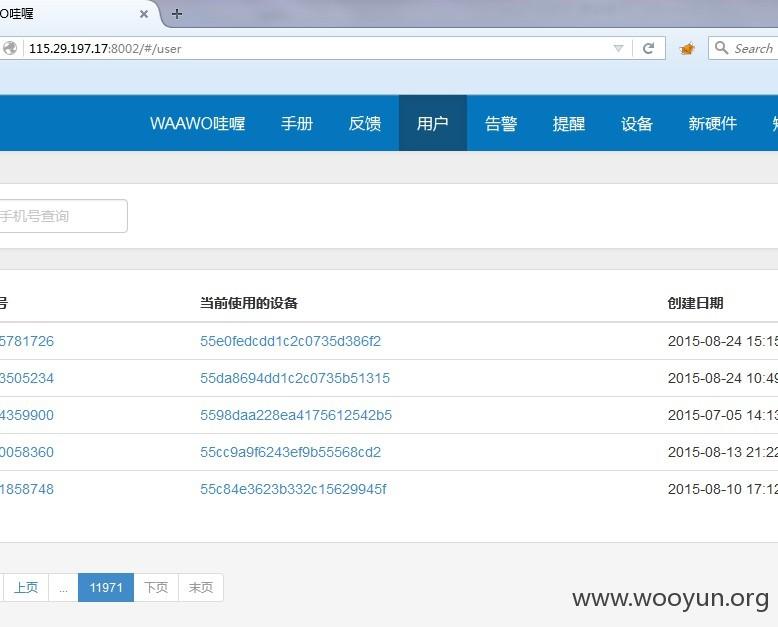 O哇喔
115.29.197.17:8002/#/user
Search
WAAWO哇喔 手册 反馈 用户 告警 提醒 设备 新硬件
手机号查询
号 当前使用的设备 创建日期
5781726 55e0fedcdd1c2c0735d386f2 2015-08-24 15:15
3505234 55da8694dd1c2c0735b51315 2015-08-24 10:49
4359900 5598daa228ea4175612542b5 2015-07-05 14:13
0058360 55cc9a9f6243ef9b55568cd2 2015-08-13 21:22
1858748 55c84e3623b332c15629945f 2015-08-10 17:12
上页 ... 11971 下页 末页
www.wooyun.org